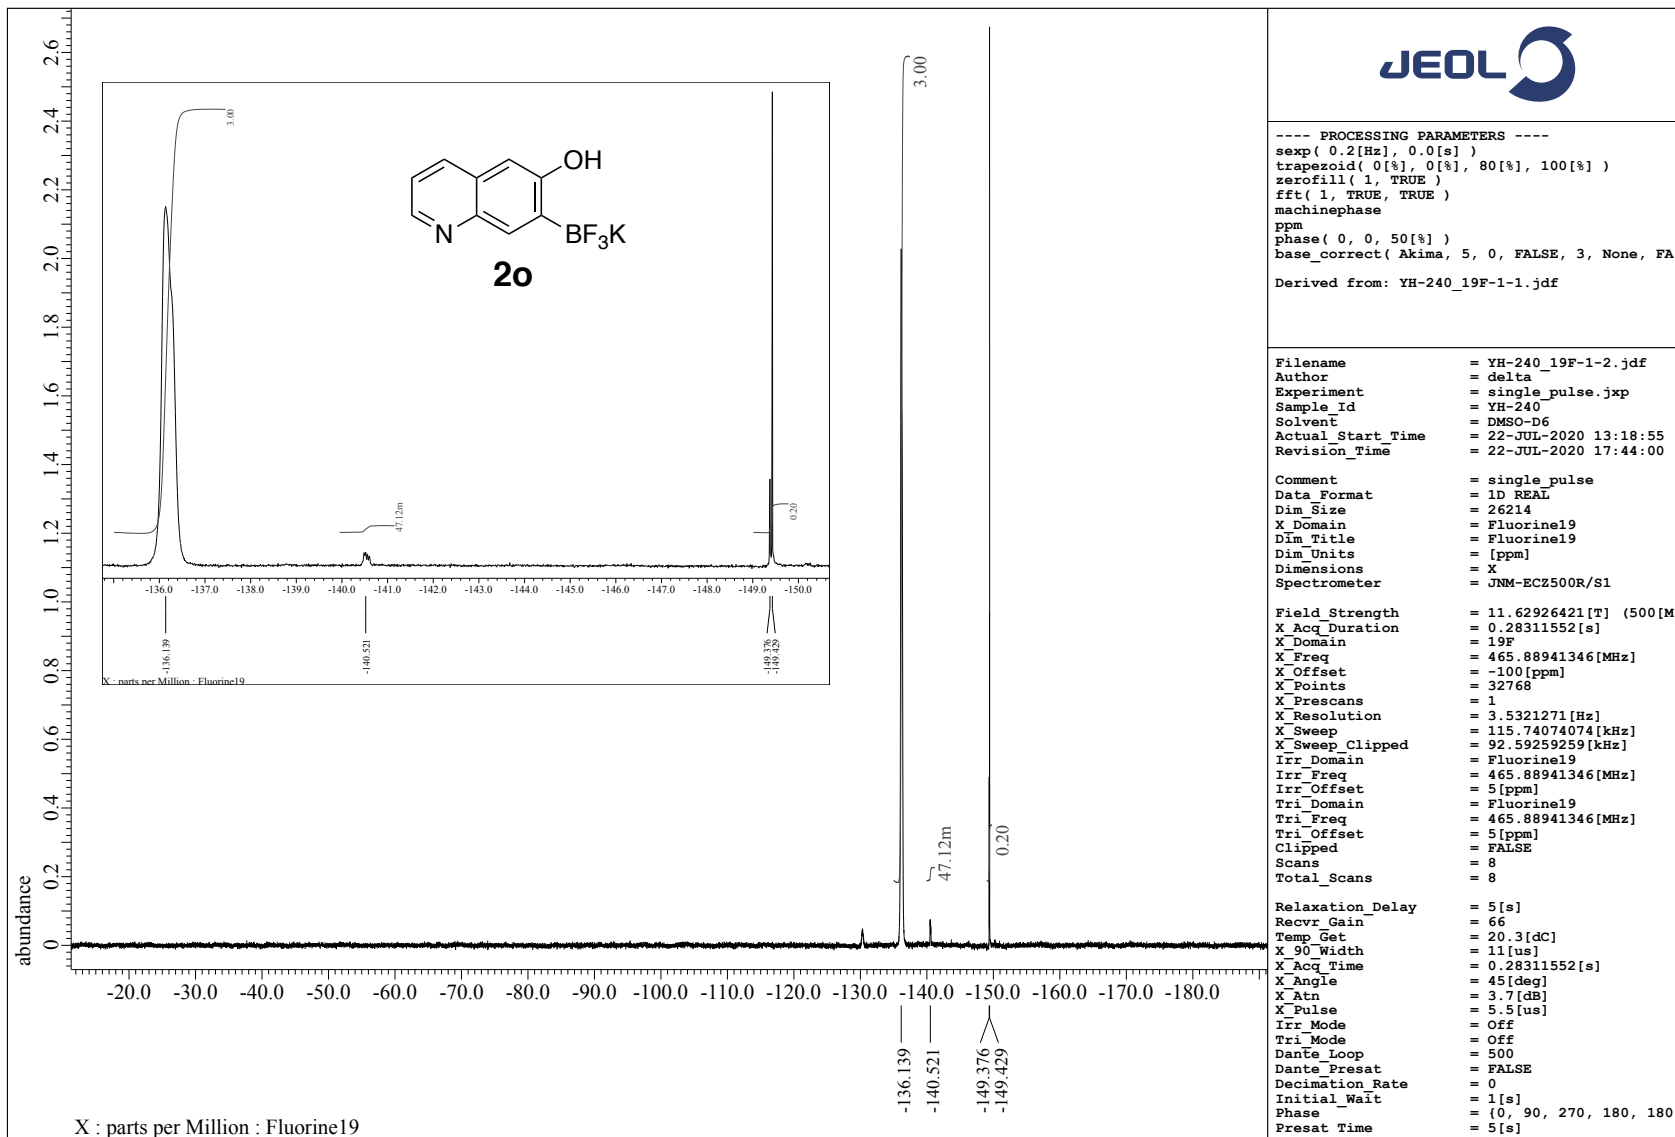 abundance
2.6
2.4
2.2
2.0
1.8
1.6
1.4
1.2
1.0
0.8
0.6
0.4
0.2
0
3.00
OH
N
BF3K
2o
47.12m
0.20
-136.0 -137.0 -138.0 -139.0 -140.0 -141.0 -142.0 -143.0 -144.0 -145.0 -146.0 -147.0 -148.0 -149.0 -150.0
-136.139
-140.521
-149.376
-149.429
X : parts per Million : Fluorine19
3.00
47.12m
0.20
-20.0 -30.0 -40.0 -50.0 -60.0 -70.0 -80.0 -90.0 -100.0 -110.0 -120.0 -130.0 -140.0 -150.0 -160.0 -170.0 -180.0
-136.139
-140.521
-149.376
-149.429
X : parts per Million : Fluorine19
JEOL
---- PROCESSING PARAMETERS ----
sexp( 0.2[Hz], 0.0[s] )
trapezoid( 0[%], 0[%], 80[%], 100[%] )
zerofill( 1, TRUE )
fft( 1, TRUE, TRUE )
machinephase
ppm
phase( 0, 0, 50[%] )
base_correct( Akima, 5, 0, FALSE, 3, None, FA
Derived from: YH-240_19F-1-1.jdf
Filename = YH-240_19F-1-2.jdf
Author = delta
Experiment = single_pulse.jxp
Sample_Id = YH-240
Solvent = DMSO-D6
Actual_Start_Time = 22-JUL-2020 13:18:55
Revision_Time = 22-JUL-2020 17:44:00
Comment = single_pulse
Data_Format = 1D REAL
Dim_Size = 26214
X_Domain = Fluorine19
Dim_Title = Fluorine19
Dim_Units = [ppm]
Dimensions = X
Spectrometer = JNM-ECZ500R/S1
Field_Strength = 11.62926421[T] (500[M
X_Acq_Duration = 0.28311552[s]
X_Domain = 19F
X_Freq = 465.88941346[MHz]
X_Offset = -100[ppm]
X_Points = 32768
X_Prescans = 1
X_Resolution = 3.5321271[Hz]
X_Sweep = 115.74074074[kHz]
X_Sweep_Clipped = 92.59259259[kHz]
Irr_Domain = Fluorine19
Irr_Freq = 465.88941346[MHz]
Irr_Offset = 5[ppm]
Tri_Domain = Fluorine19
Tri_Freq = 465.88941346[MHz]
Tri_Offset = 5[ppm]
Clipped = FALSE
Scans = 8
Total_Scans = 8
Relaxation_Delay = 5[s]
Recvr_Gain = 66
Temp_Get = 20.3[dC]
X_90_Width = 11[us]
X_Acq_Time = 0.28311552[s]
X_Angle = 45[deg]
X_Atn = 3.7[dB]
X_Pulse = 5.5[us]
Irr_Mode = Off
Tri_Mode = Off
Dante_Loop = 500
Dante_Presat = FALSE
Decimation_Rate = 0
Initial_Wait = 1[s]
Phase = {0, 90, 270, 180, 180
Presat Time = 5[s]